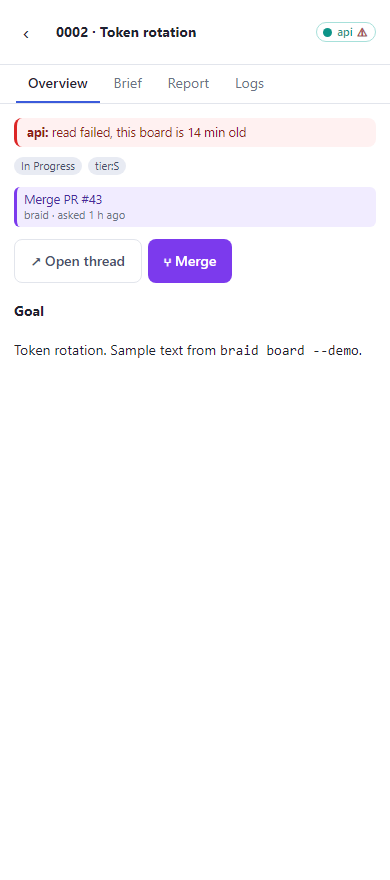 ‹ 0002 · Token rotation api ⚠
Overview Brief Report Logs
api: read failed, this board is 14 min old
In Progress tier:S
Merge PR #43
braid · asked 1 h ago
↗ Open thread ⑂ Merge
Goal
Token rotation. Sample text from braid board --demo.